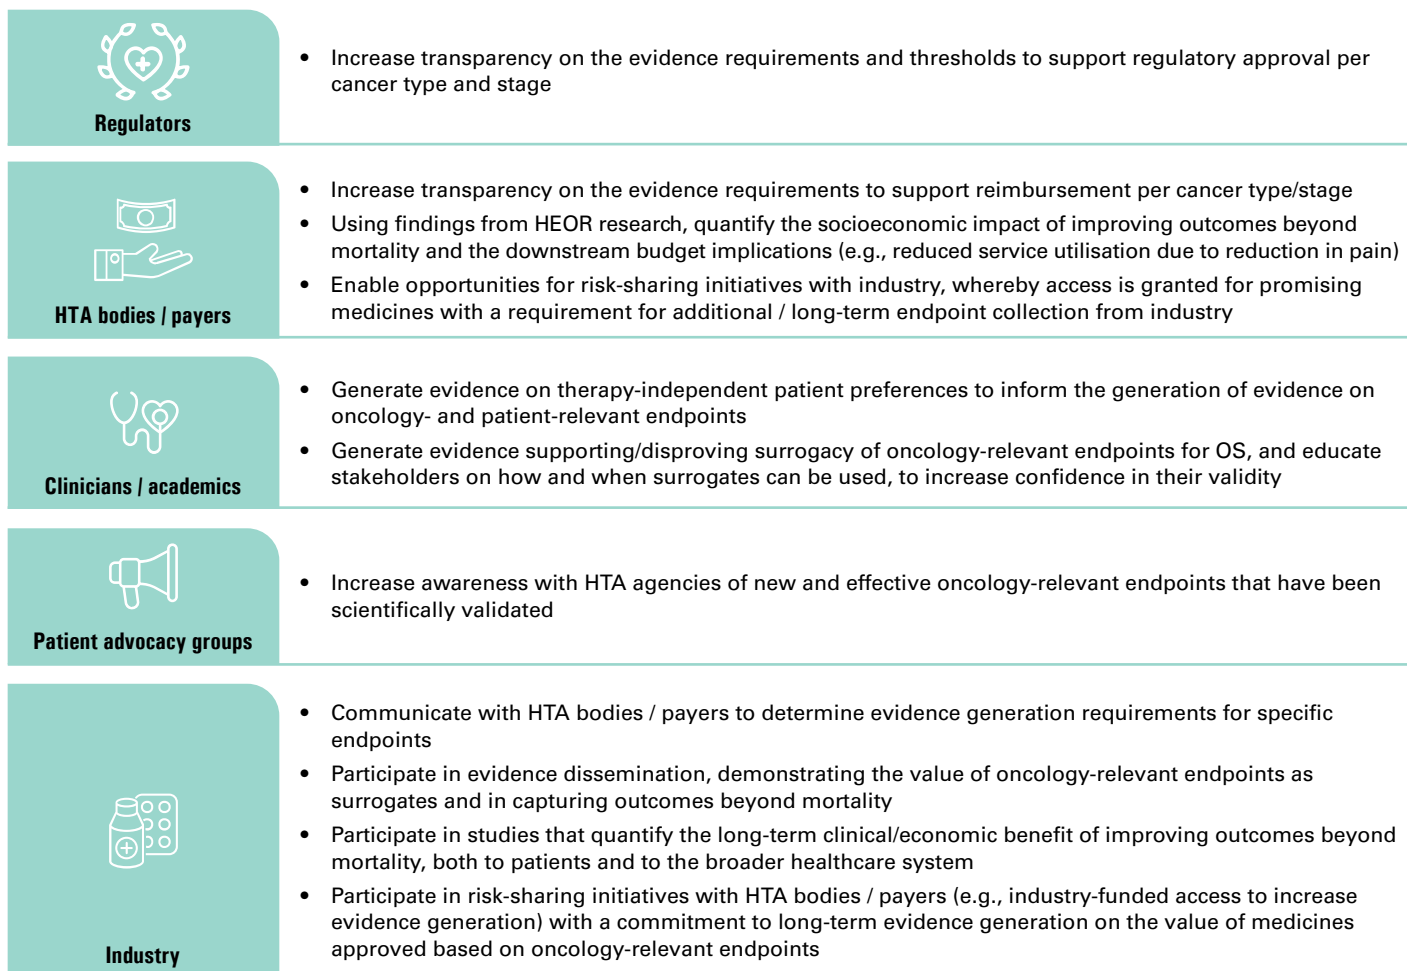 Regulators
• Increase transparency on the evidence requirements and thresholds to support regulatory approval per
cancer type and stage
HTA bodies / payers
• Increase transparency on the evidence requirements to support reimbursement per cancer type/stage
• Using findings from HEOR research, quantify the socioeconomic impact of improving outcomes beyond
mortality and the downstream budget implications (e.g., reduced service utilisation due to reduction in pain)
• Enable opportunities for risk-sharing initiatives with industry, whereby access is granted for promising
medicines with a requirement for additional / long-term endpoint collection from industry
Clinicians / academics
• Generate evidence on therapy-independent patient preferences to inform the generation of evidence on
oncology- and patient-relevant endpoints
• Generate evidence supporting/disproving surrogacy of oncology-relevant endpoints for OS, and educate
stakeholders on how and when surrogates can be used, to increase confidence in their validity
Patient advocacy groups
• Increase awareness with HTA agencies of new and effective oncology-relevant endpoints that have been
scientifically validated
Industry
• Communicate with HTA bodies / payers to determine evidence generation requirements for specific
endpoints
• Participate in evidence dissemination, demonstrating the value of oncology-relevant endpoints as
surrogates and in capturing outcomes beyond mortality
• Participate in studies that quantify the long-term clinical/economic benefit of improving outcomes beyond
mortality, both to patients and to the broader healthcare system
• Participate in risk-sharing initiatives with HTA bodies / payers (e.g., industry-funded access to increase
evidence generation) with a commitment to long-term evidence generation on the value of medicines
approved based on oncology-relevant endpoints